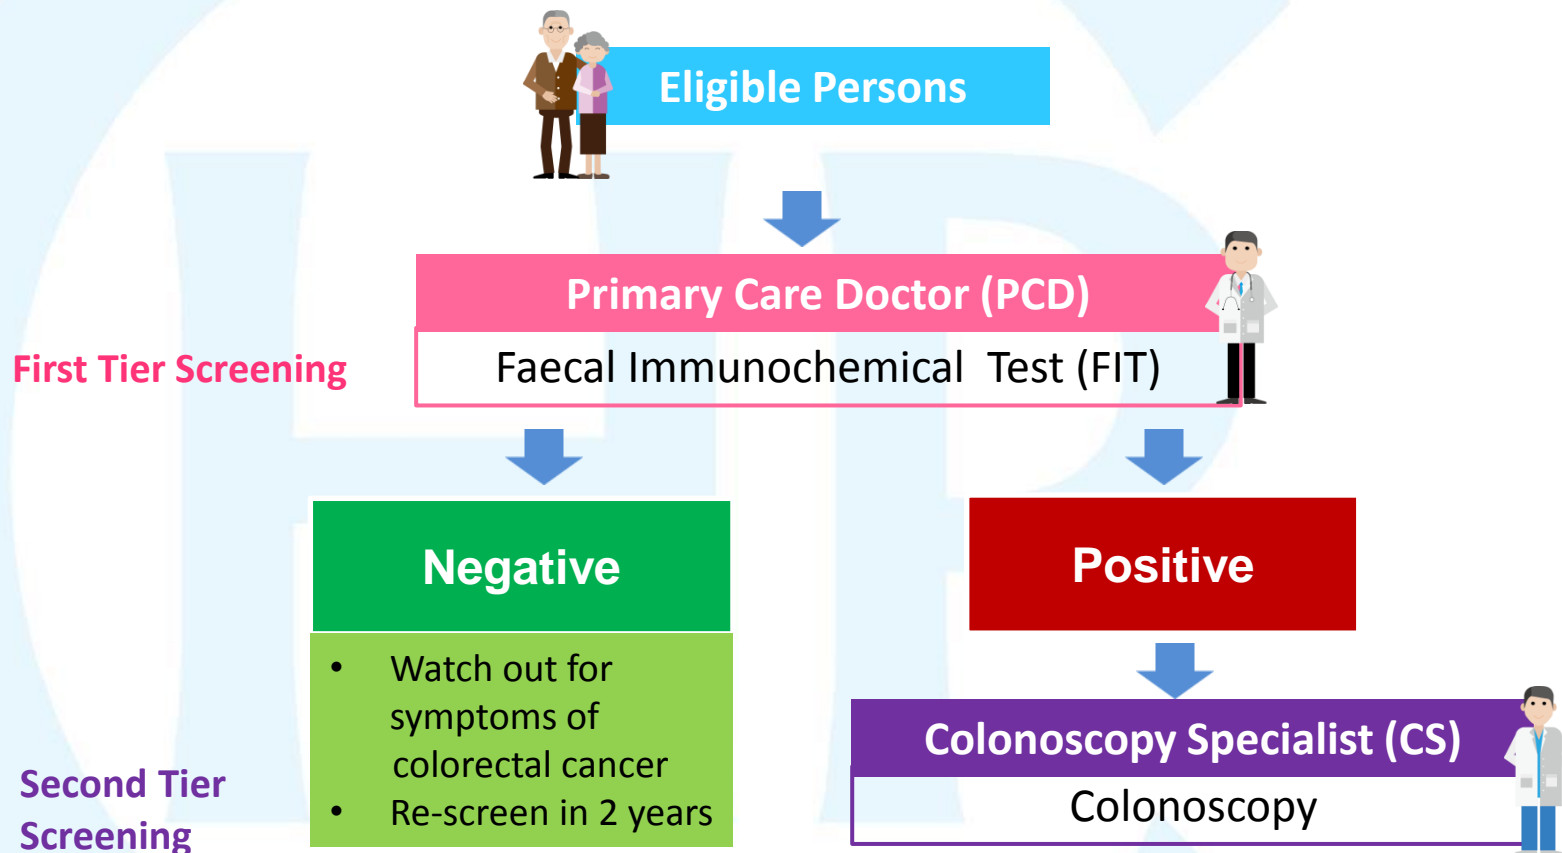 Eligible Persons
Primary Care Doctor (PCD)
First Tier Screening
Faecal Immunochemical Test (FIT)
Negative
• Watch out for
symptoms of
colorectal cancer
• Re-screen in 2 years
Positive
Colonoscopy Specialist (CS)
Colonoscopy
Second Tier
Screening